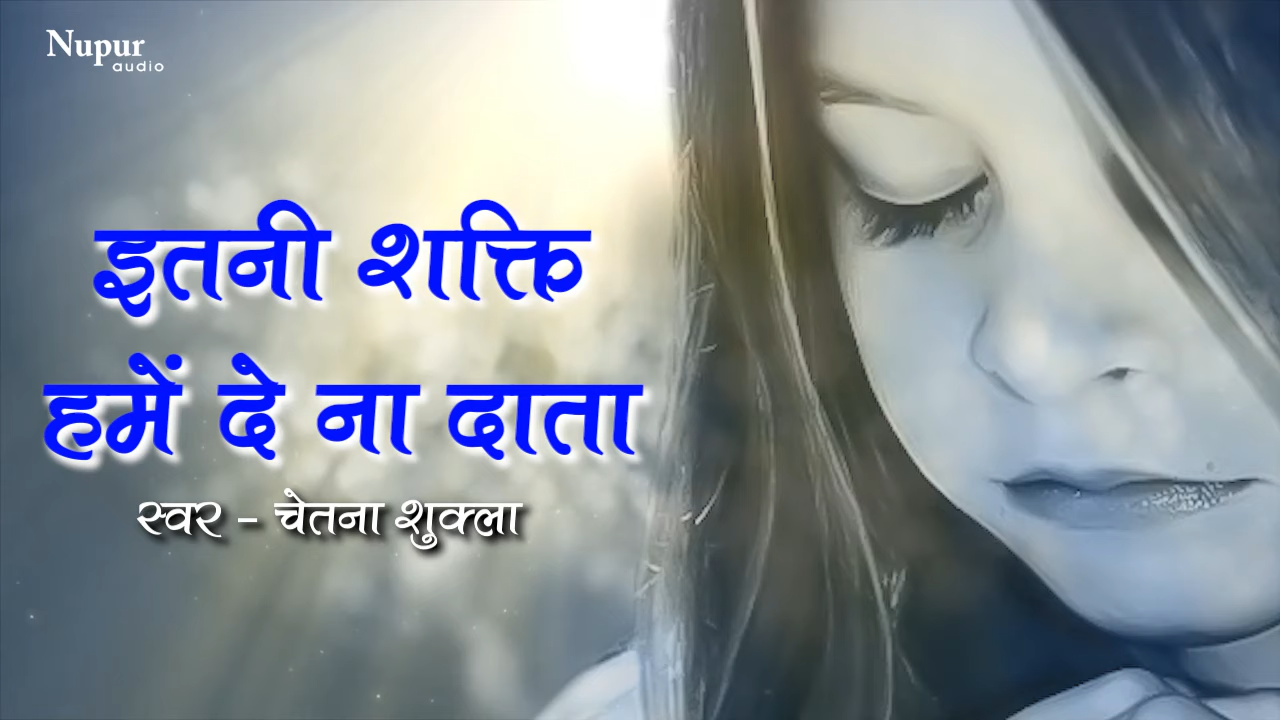 Nupur
audio
इतनी शक्ति
हमें दे ना दाता
स्वर - चेतना शुक्ला